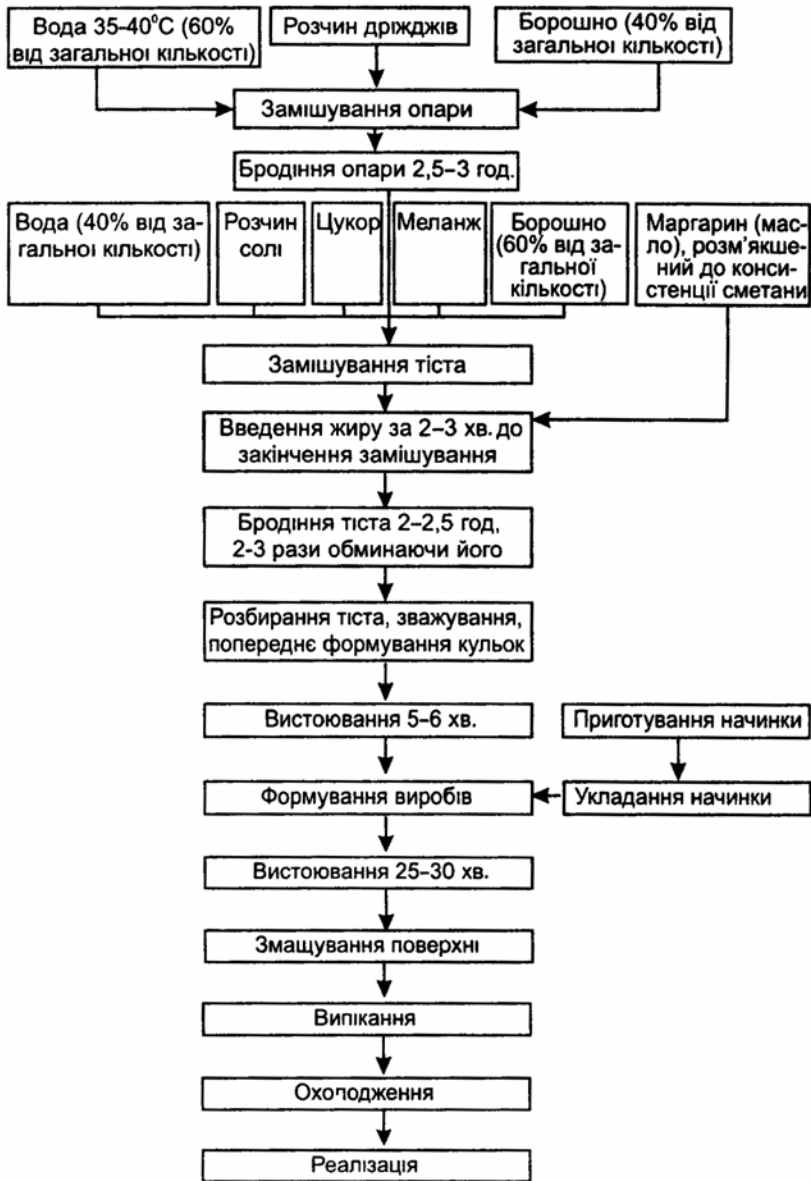 Вода 35-40⁰С (60%
від загальної кількості)
Розчин дріжджів
Борошно (40% від
загальної кількості)
Замішування опари
Бродіння опари 2,5–3 год.
Вода (40% від за-
гальної кількості)
Розчин
солі
Цукор
Меланж
Борошно
(60% від за-
гальної
кількості)
Маргарин (мас-
ло), розм'якше-
ний до конси-
стенції сметани
Замішування тіста
Введення жиру за 2–3 хв. до
закінчення замішування
Бродіння тіста 2–2,5 год,
2-3 рази обминаючи його
Розбирання тіста, зважування,
попереднє формування кульок
Вистоювання 5–6 хв.
Приготування начинки
Формування виробів
Укладання начинки
Вистоювання 25–30 хв.
Змащування поверхні
Випікання
Охолодження
Реалізація